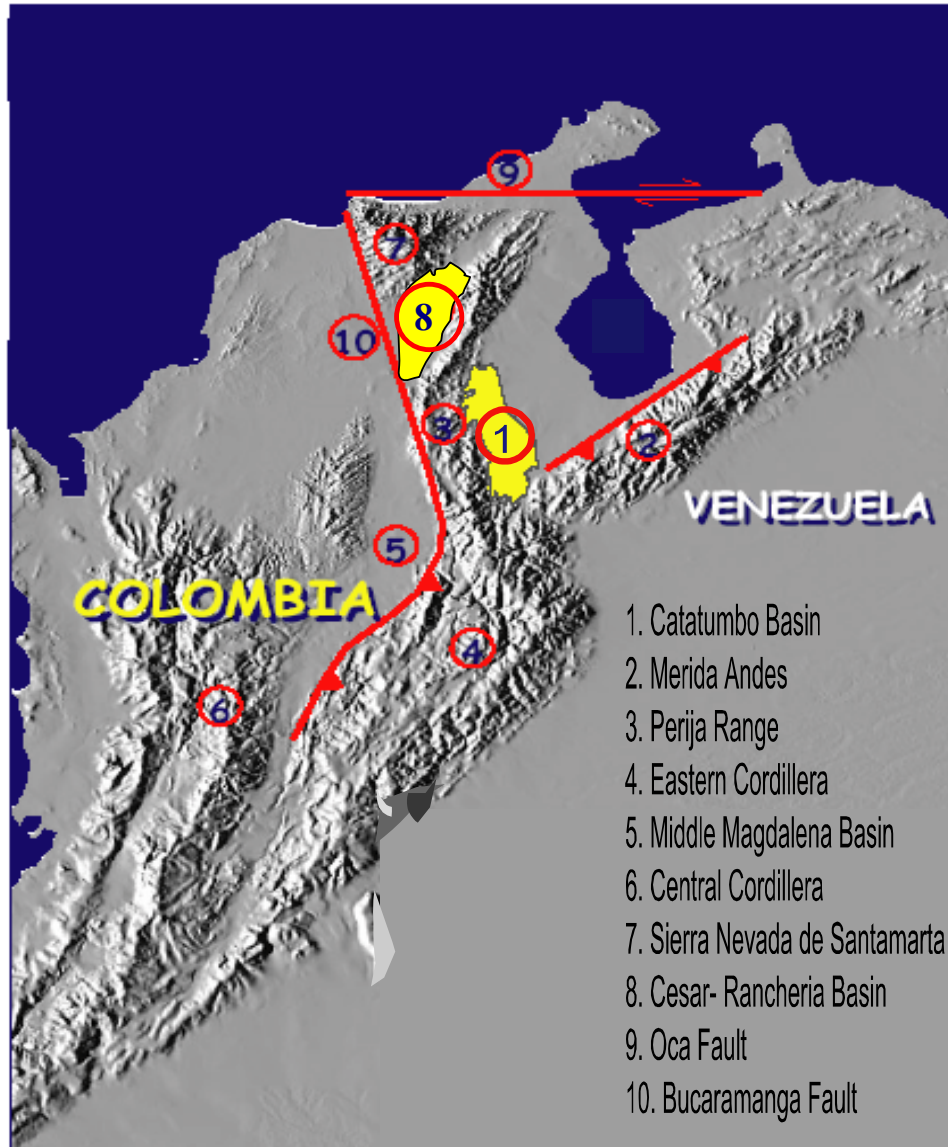 9
7
8
10
3
1
2
VENEZUELA
5
COLOMBIA
4
6
1. Catatumbo Basin
2. Merida Andes
3. Perija Range
4. Eastern Cordillera
5. Middle Magdalena Basin
6. Central Cordillera
7. Sierra Nevada de Santamarta
8. Cesar- Rancheria Basin
9. Oca Fault
10. Bucaramanga Fault